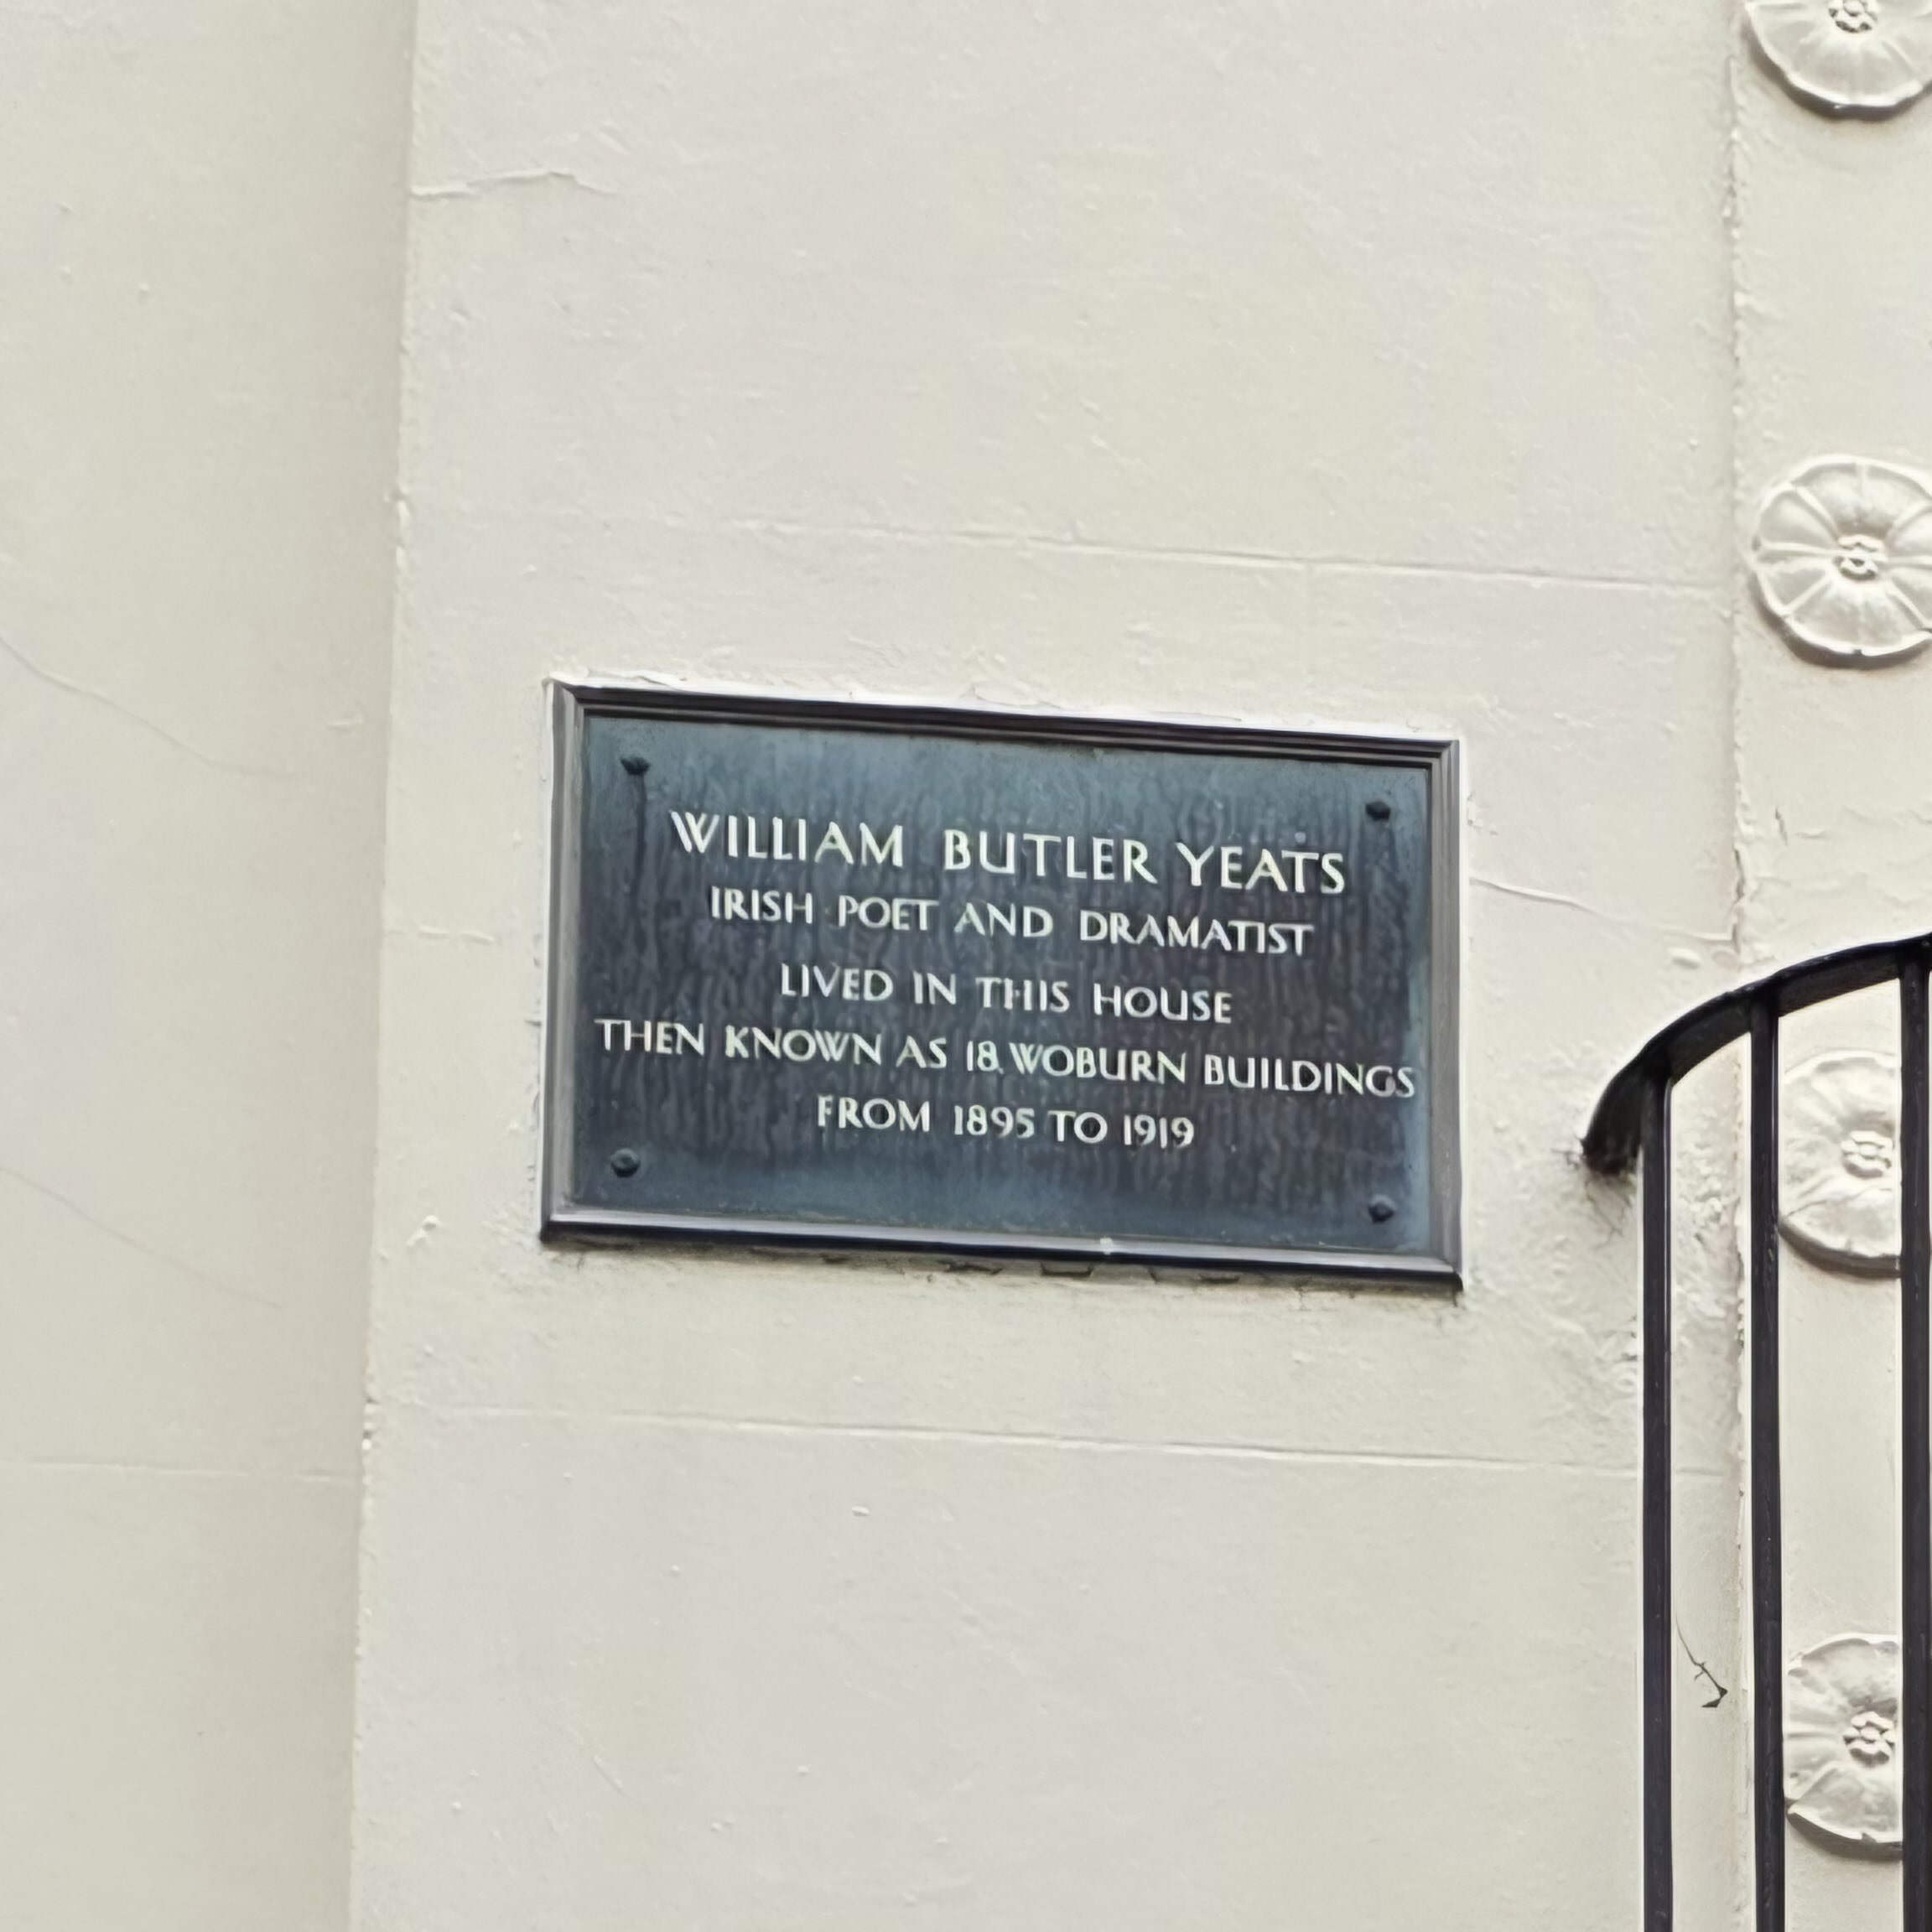 WILLIAM BUTLER YEATS
IRISH POET AND DRAMATIST
LIVED IN THIS HOUSE
THEN KNOWN AS 18, WOBURN BUILDINGS
FROM 1895 TO 1919